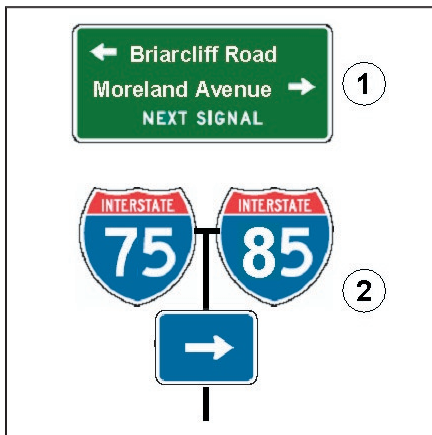 ← Briarcliff Road
Moreland Avenue →
NEXT SIGNAL
1
INTERSTATE INTERSTATE
75 85
2
→